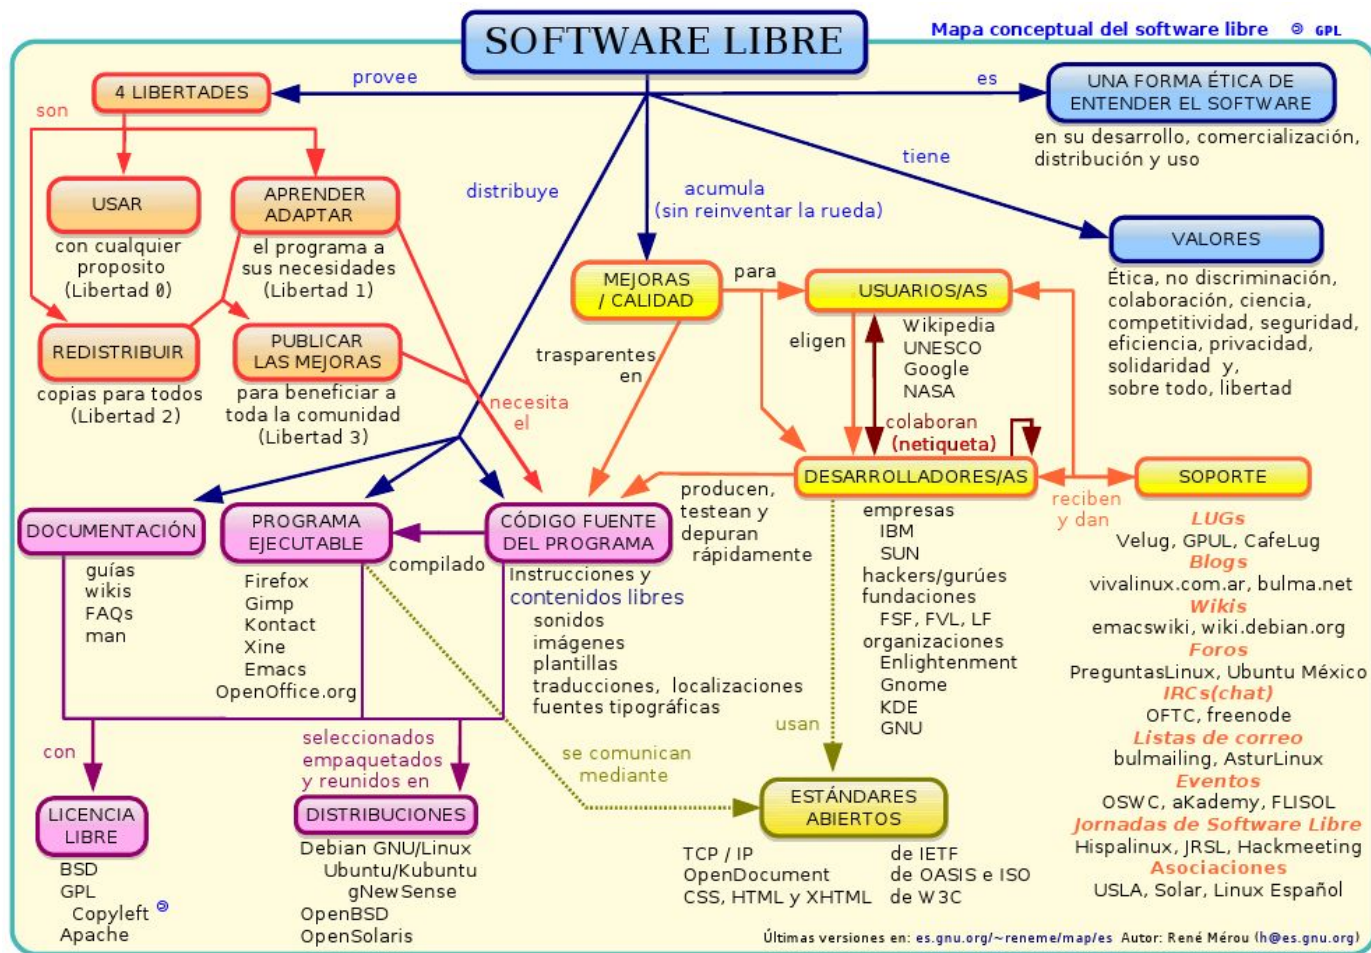 SOFTWARE LIBRE
Mapa conceptual del software libre GPL
provee
es
4 LIBERTADES
UNA FORMA ÉTICA DE
ENTENDER EL SOFTWARE
en su desarrollo, comercialización,
distribución y uso
son
USAR
con cualquier
proposito
(Libertad 0)
APRENDER
ADAPTAR
el programa a
sus necesidades
(Libertad 1)
REDISTRIBUIR
copias para todos
(Libertad 2)
PUBLICAR
LAS MEJORAS
para beneficiar a
toda la comunidad
(Libertad 3)
necesita
el
distribuye
acumula
(sin reinventar la rueda)
tiene
VALORES
Ética, no discriminación,
colaboración, ciencia,
competitividad, seguridad,
eficiencia, privacidad,
solidaridad y,
sobre todo, libertad
MEJORAS
/ CALIDAD
para
USUARIOS/AS
Wikipedia
UNESCO
Google
NASA
eligen
trasparentes
en
colaboran
(netiqueta)
DESARROLLADORES/AS
empresas
IBM
SUN
hackers/gurúes
fundaciones
FSF, FVL, LF
organizaciones
Enlightenment
Gnome
KDE
GNU
producen,
testean y
depuran
rápidamente
reciben
y dan
SOPORTE
LUGs
Velug, GPUL, CafeLug
Blogs
vivalinux.com.ar, bulma.net
Wikis
emacswiki, wiki.debian.org
Foros
PreguntasLinux, Ubuntu México
IRCs(chat)
OFTC, freenode
Listas de correo
bulmailing, AsturLinux
Eventos
OSWC, aKademy, FLISOL
Jornadas de Software Libre
Hispalinux, JRSL, Hackmeeting
Asociaciones
USLA, Solar, Linux Español
DOCUMENTACIÓN
guías
wikis
FAQs
man
PROGRAMA
EJECUTABLE
Firefox
Gimp
Kontact
Xine
Emacs
OpenOffice.org
compilado
CÓDIGO FUENTE
DEL PROGRAMA
Instrucciones y
contenidos libres
sonidos
imágenes
plantillas
traducciones, localizaciones
fuentes tipográficas
con
LICENCIA
LIBRE
BSD
GPL
Copyleft
Apache
seleccionados
empaquetados
y reunidos en
DISTRIBUCIONES
Debian GNU/Linux
Ubuntu/Kubuntu
gNewSense
OpenBSD
OpenSolaris
se comunican
mediante
usan
ESTÁNDARES
ABIERTOS
TCP / IP de IETF
OpenDocument de OASIS e ISO
CSS, HTML y XHTML de W3C
Últimas versiones en: es.gnu.org/~reneme/map/es Autor: René Mérou (h@es.gnu.org)